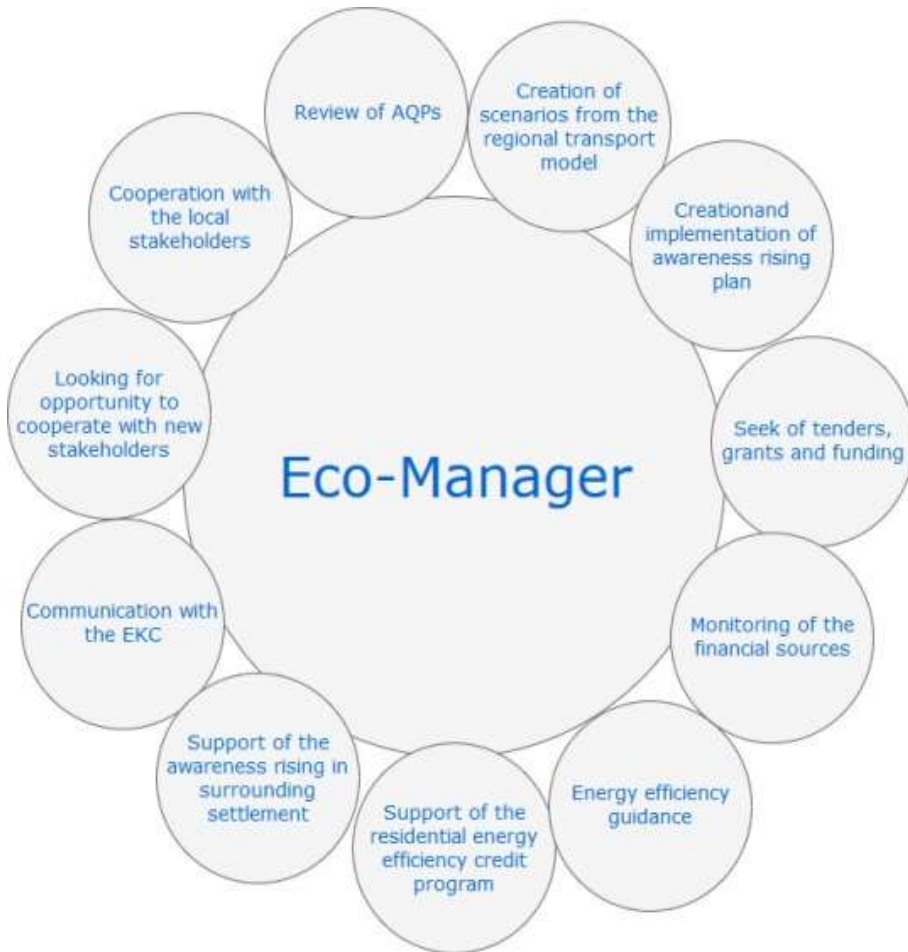 Review of AQPs
Creation of
scenarios from the
regional transport
model
Creationand
implementation of
awareness rising
plan
Seek of tenders,
grants and funding
Monitoring of the
financial sources
Energy efficiency
guidance
Support of the
residential energy
efficiency credit
program
Support of the
awareness rising in
surrounding
settlement
Communication with
the EKC
Looking for
opportunity to
cooperate with new
stakeholders
Cooperation with
the local
stakeholders
Eco-Manager